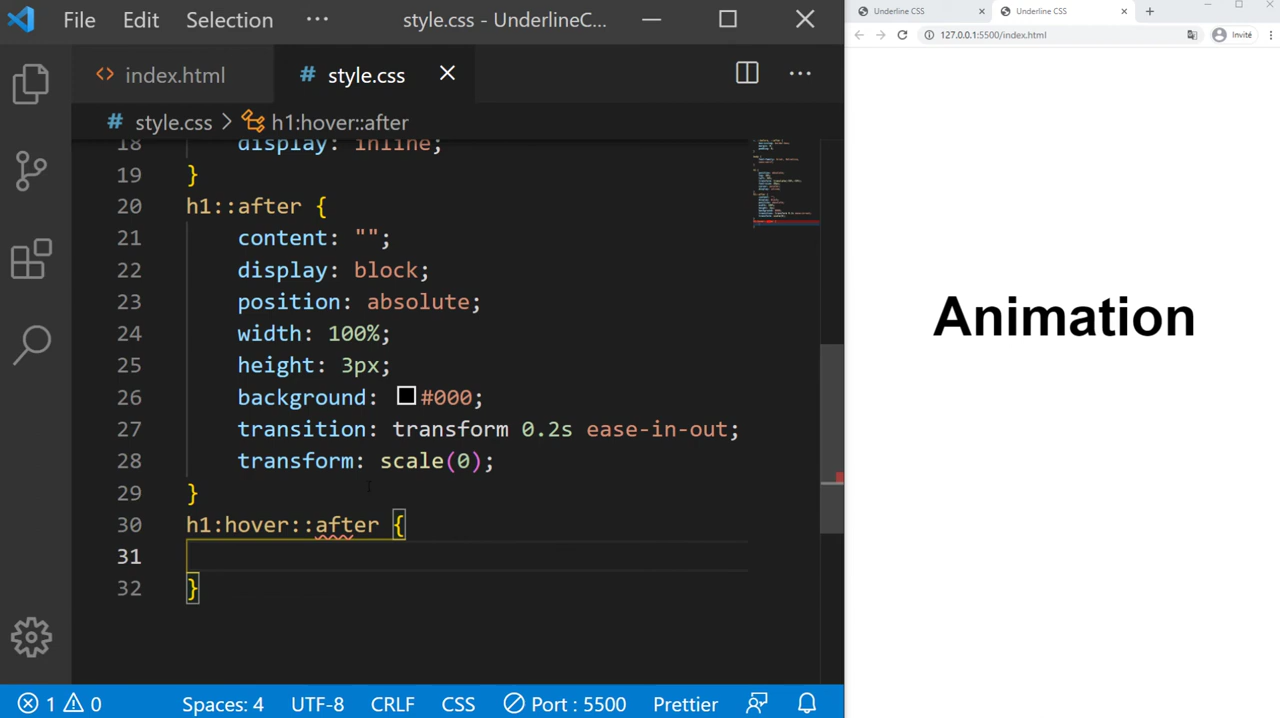 File Edit Selection ··· style.css - UnderlineC...
index.html # style.css
# style.css > h1:hover::after
18 display: inline;
19 }
20 h1::after {
21 content: "";
22 display: block;
23 position: absolute;
24 width: 100%;
25 height: 3px;
26 background: #000;
27 transition: transform 0.2s ease-in-out;
28 transform: scale(0);
29 }
30 h1:hover::after {
31
32 }
1 0 Spaces: 4 UTF-8 CRLF CSS Port : 5500 Prettier
Underline CSS Underline CSS
127.0.0.1:5500/index.html Invité
Animation